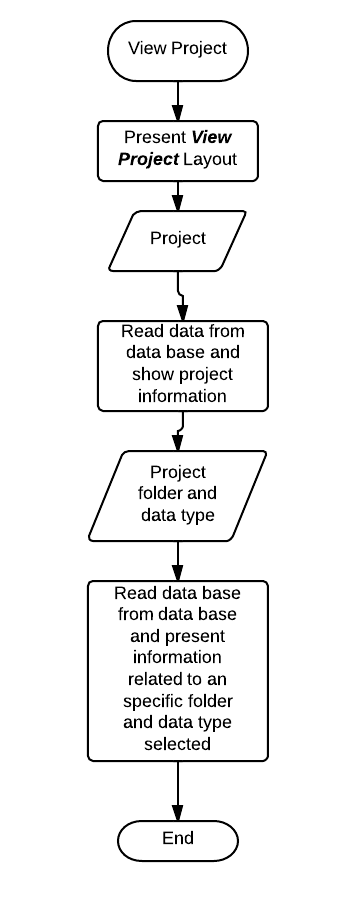 View Project
Present View
Project Layout
Project
Read data from
data base and
show project
information
Project
folder and
data type
Read data base
from data base
and present
information
related to an
specific folder
and data type
selected
End